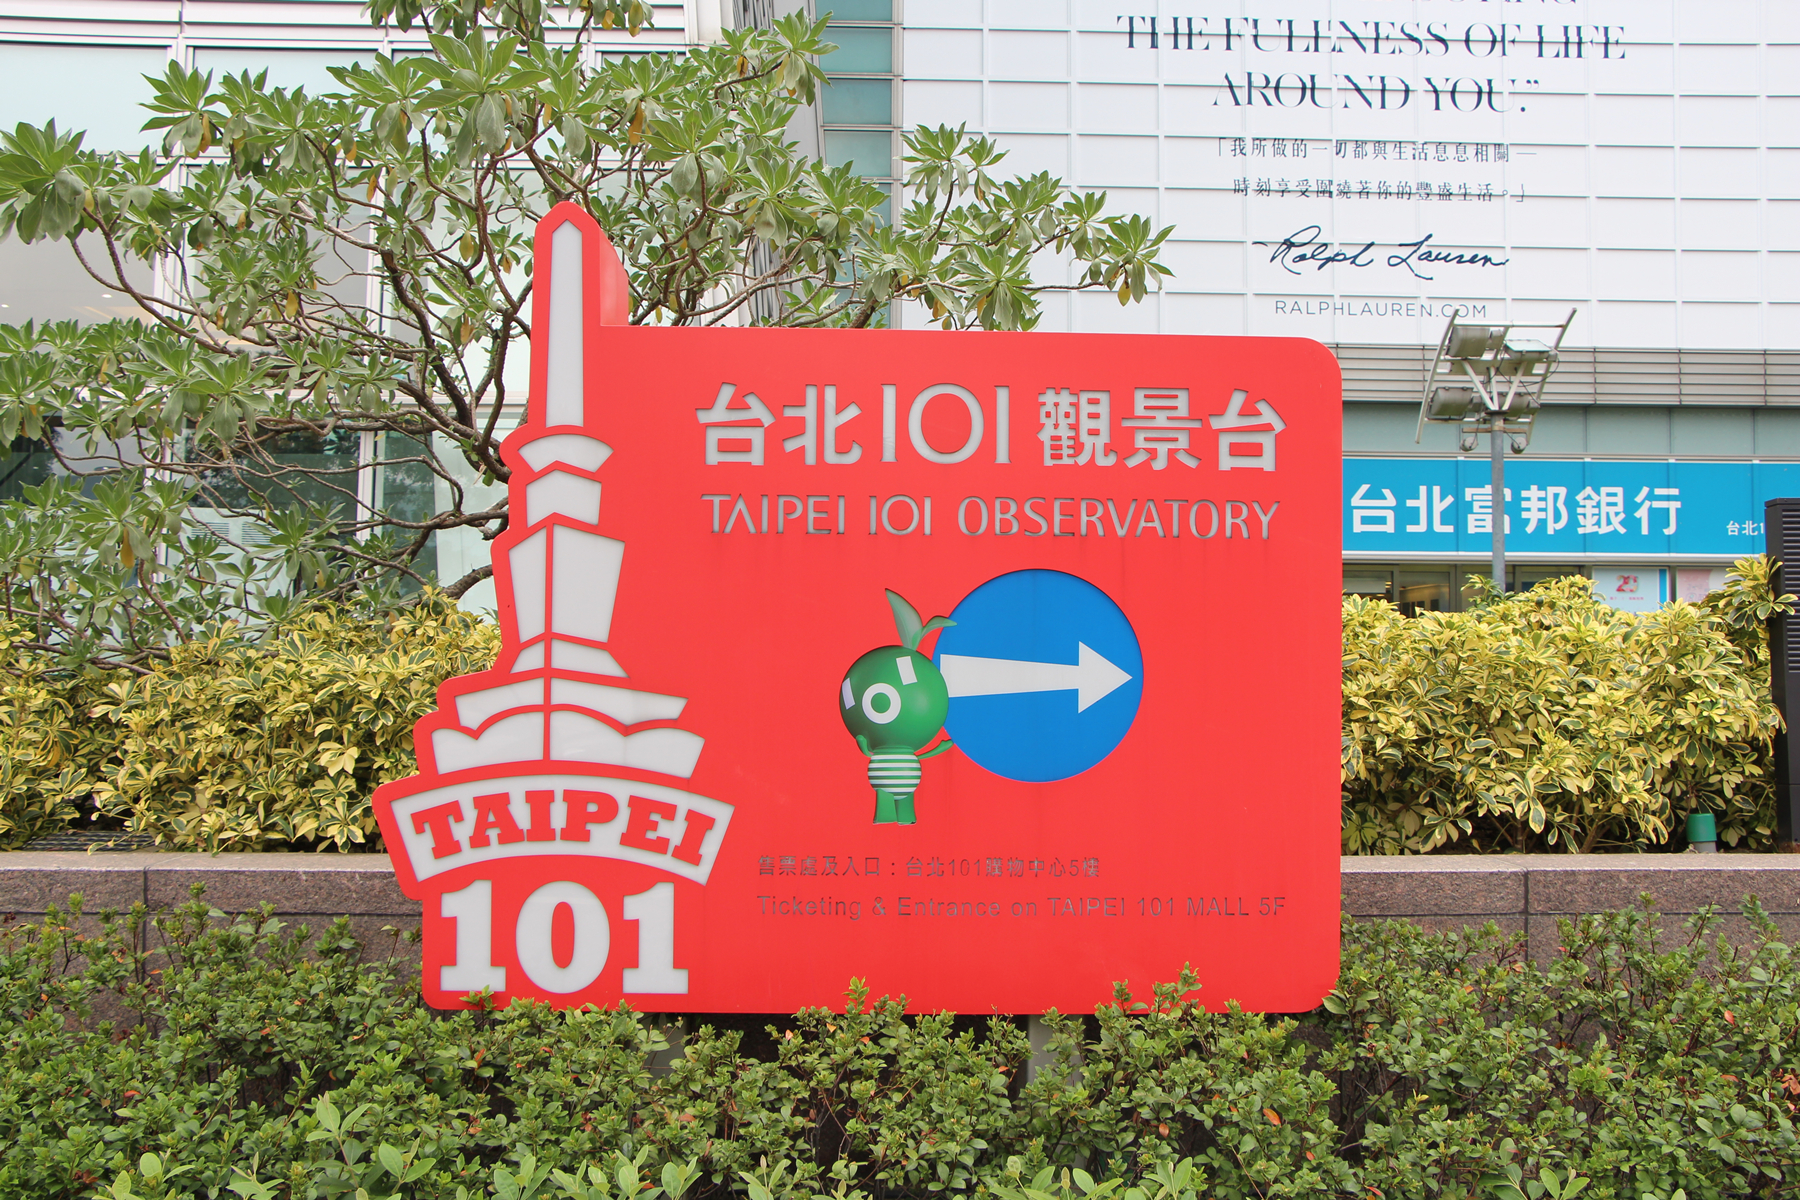 THE FULLNESS OF LIFE
AROUND YOU."
「我所做的一切都與生活息息相關—
時刻享受圍繞著你的豐盛生活。」
Ralph Lauren
RALPHLAUREN.COM
台北101觀景台
TAIPEI 101 OBSERVATORY
台北富邦銀行
台北1
101
售票處及入口：台北101購物中心5樓
Ticketing & Entrance on TAIPEI 101 MALL 5F
TAIPEI
101